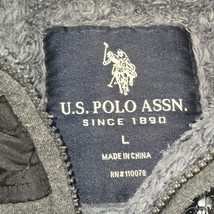 U.S. POLO ASSN.
SINCE 1890
L
MADE IN CHINA
RN# 110078